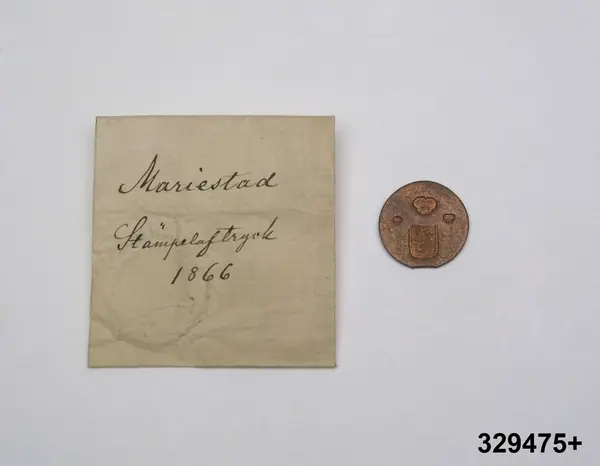 Mariestad
Stämpelaftryck
1866
329475+